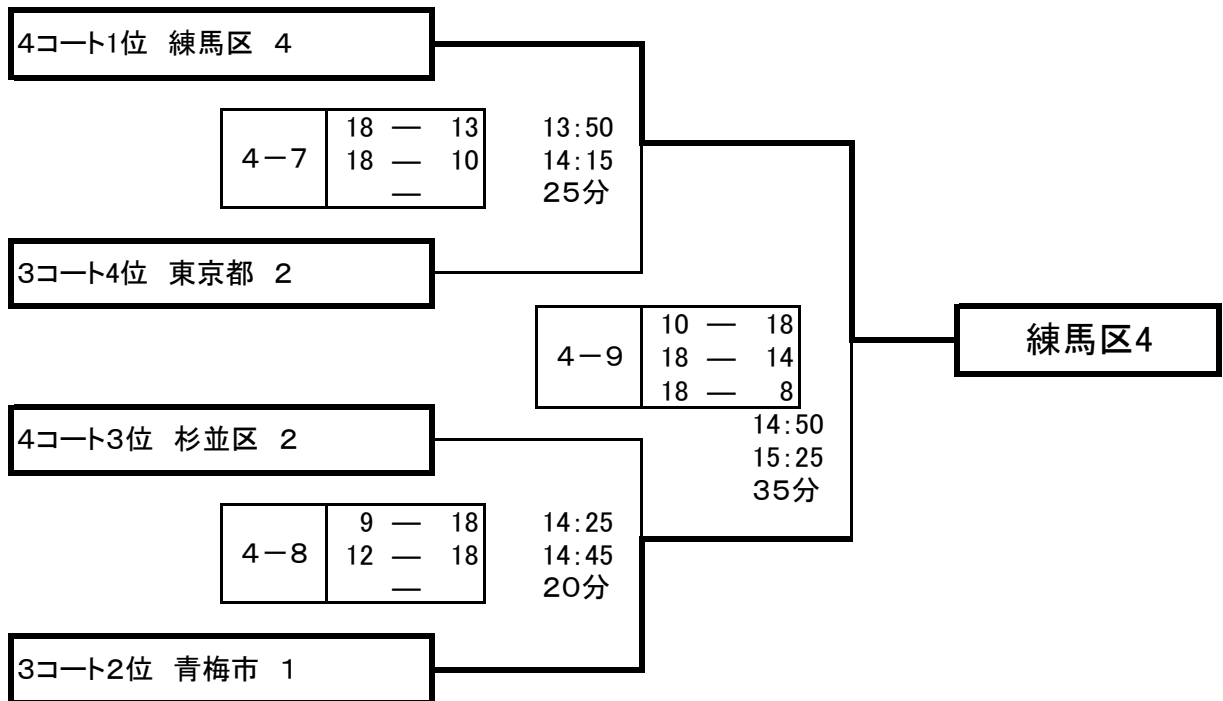 4コート1位　練馬区　4
4－7
18 ― 13
18 ― 10
―
13:50
14:15
25分
3コート4位　東京都　2
4－9
10 ― 18
18 ― 14
18 ― 8
14:50
15:25
35分
練馬区4
4コート3位　杉並区　2
4－8
9 ― 18
12 ― 18
―
14:25
14:45
20分
3コート2位　青梅市　1